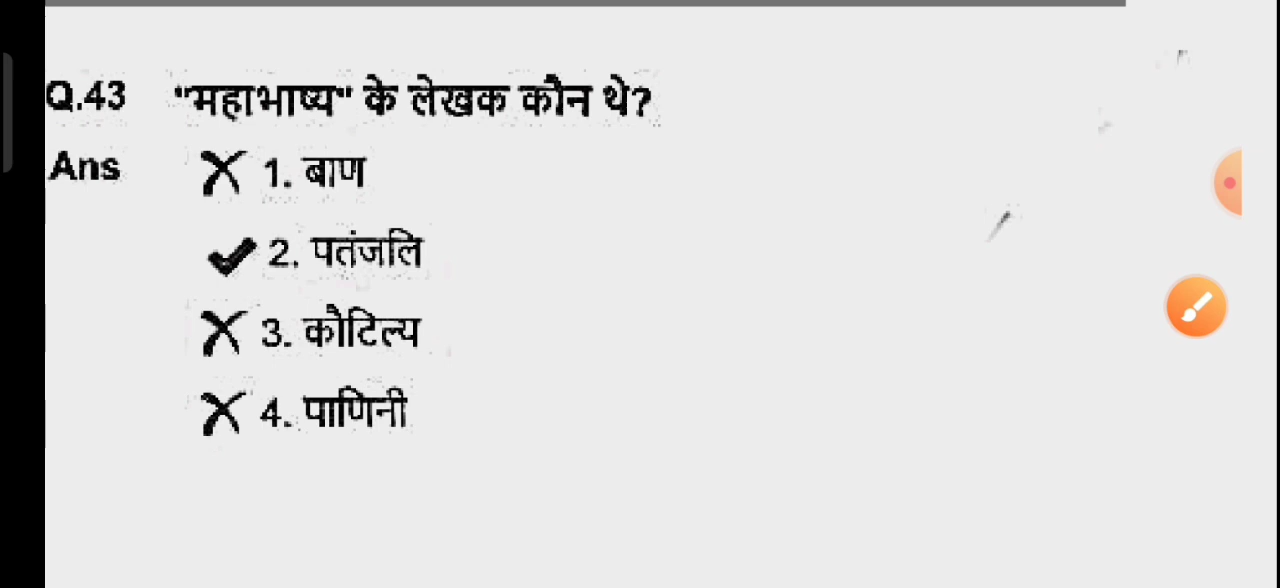 Q.43 "महाभाष्य" के लेखक कौन थे?
Ans 1. बाण
2. पतंजलि
3. कौटिल्य
4. पाणिनी